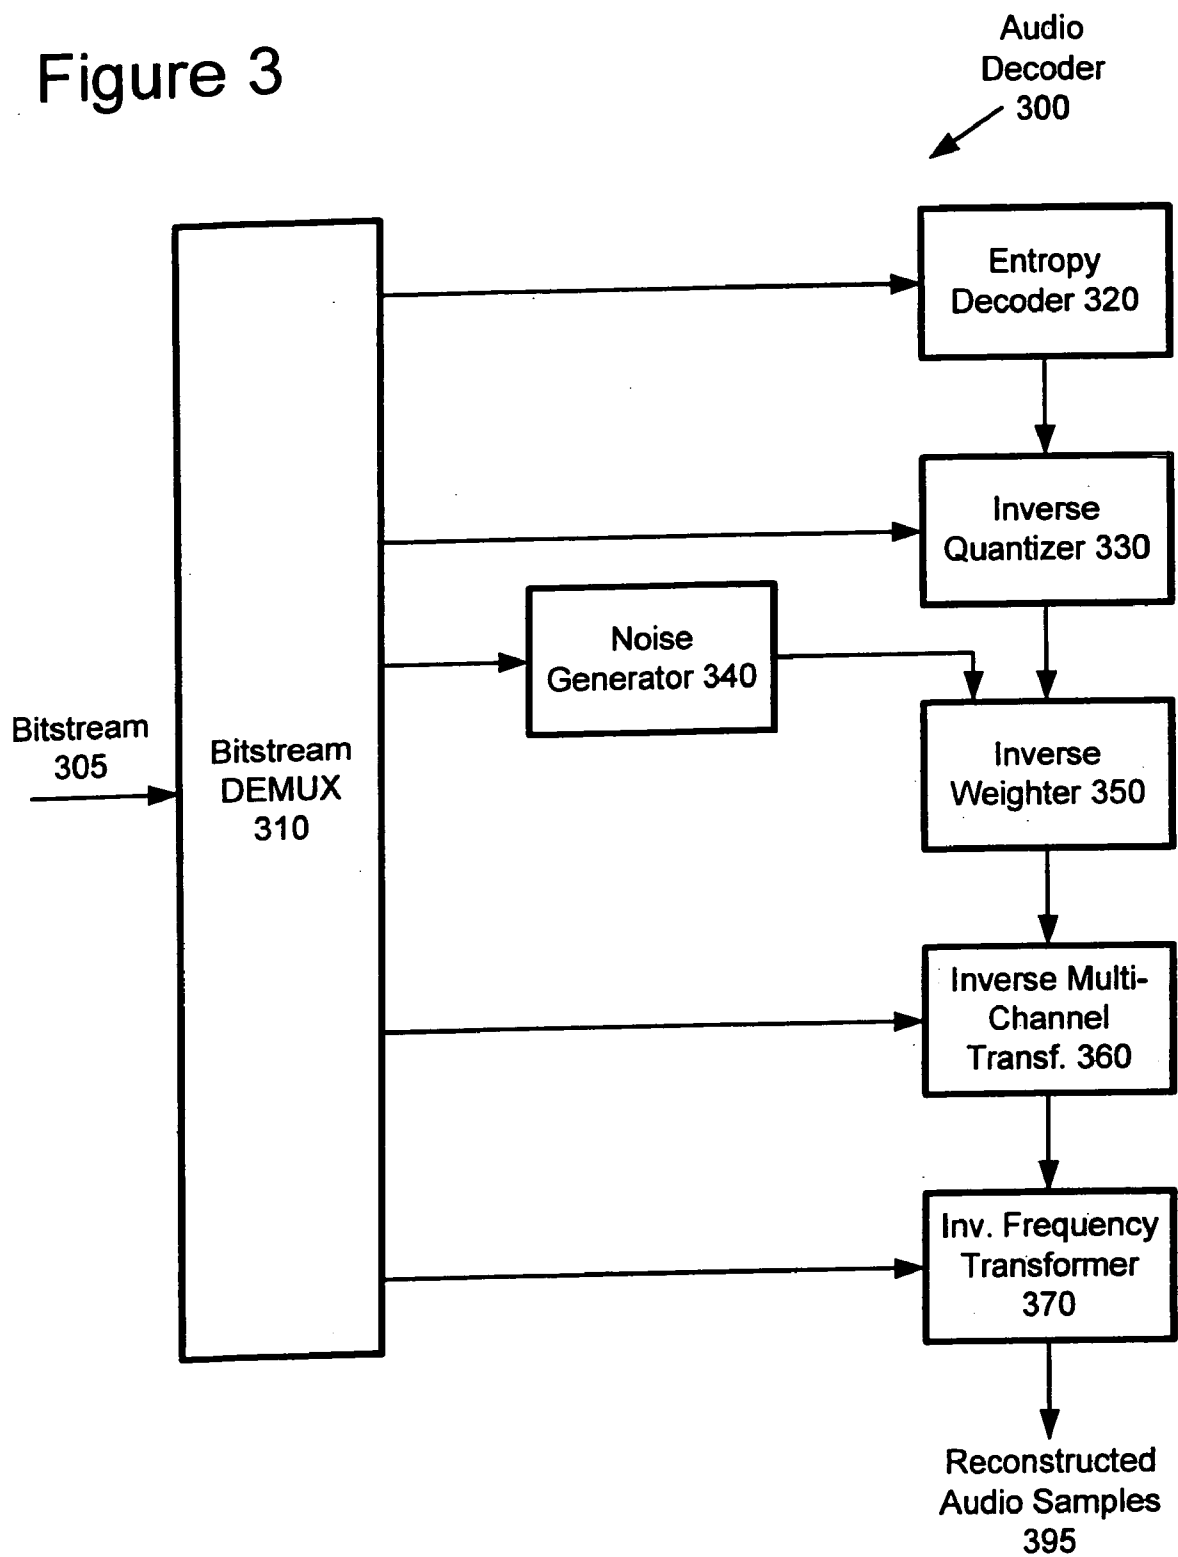 Figure 3
Audio
Decoder
300
Entropy
Decoder 320
Inverse
Quantizer 330
Noise
Generator 340
Bitstream
305
Bitstream
DEMUX
310
Inverse
Weighter 350
Inverse Multi-
Channel
Transf. 360
Inv. Frequency
Transformer
370
Reconstructed
Audio Samples
395